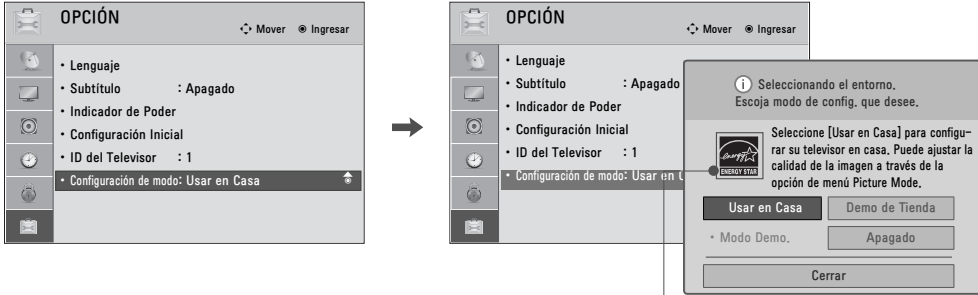 OPCIÓN
Mover Ingresar
• Lenguaje
• Subtítulo : Apagado
• Indicador de Poder
• Configuración Inicial
• ID del Televisor : 1
• Configuración de modo: Usar en Casa
OPCIÓN
Mover Ingresar
• Lenguaje
• Subtítulo : Apagado
• Indicador de Poder
• Configuración Inicial
• ID del Televisor : 1
• Configuración de modo: Usar en C
i Seleccionando el entorno.
Escoja modo de config. que desee.
energy
ENERGY STAR
Seleccione [Usar en Casa] para configu-
rar su televisor en casa. Puede ajustar la
calidad de la imagen a través de la
opción de menú Picture Mode.
Usar en Casa Demo de Tienda
• Modo Demo. Apagado
Cerrar